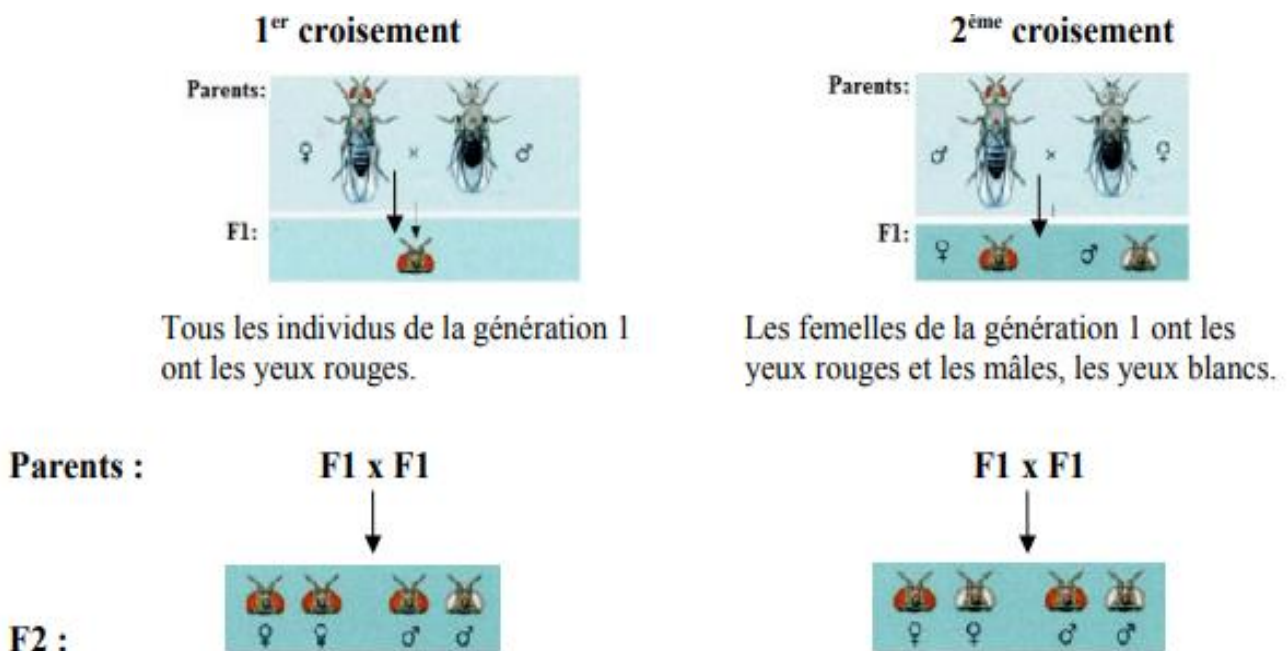 1er croisement
2ème croisement
Parents:
♀ × ♂
F1:
Parents:
♂ × ♀
F1:
♀ ♂
Tous les individus de la génération 1
ont les yeux rouges.
Les femelles de la génération 1 ont les
yeux rouges et les mâles, les yeux blancs.
Parents :
F1 x F1
F1 x F1
F2 :
♀ ♀ ♂ ♂
♀ ♀ ♂ ♂